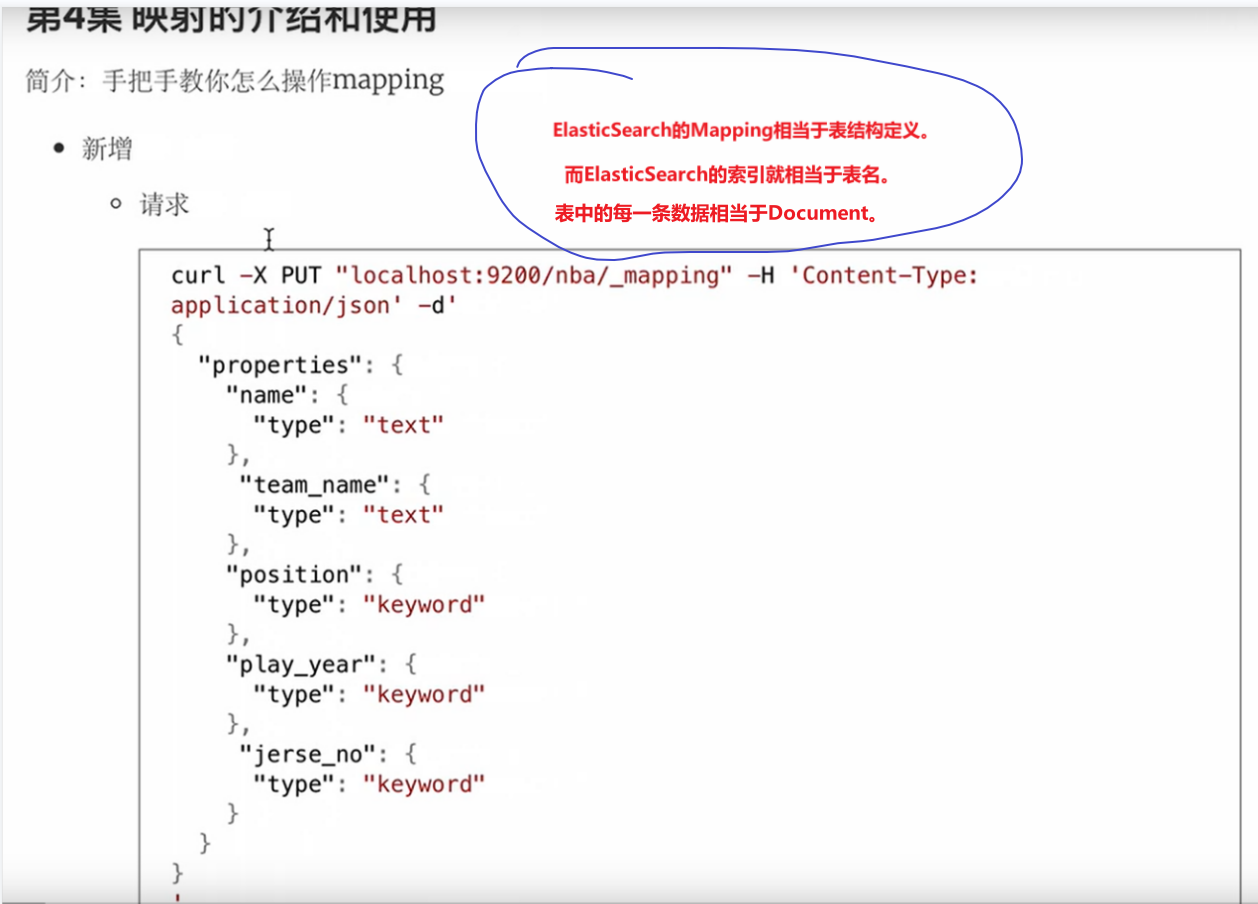 第4集 映射的介绍和使用
简介：手把手教你怎么操作mapping
ElasticSearch的Mapping相当于表结构定义。
而ElasticSearch的索引就相当于表名。
表中的每一条数据相当于Document。
新增
请求
curl -X PUT "localhost:9200/nba/_mapping" -H 'Content-Type:
application/json' -d'
{
"properties": {
"name": {
"type": "text"
},
"team_name": {
"type": "text"
},
"position": {
"type": "keyword"
},
"play_year": {
"type": "keyword"
},
"jerse_no": {
"type": "keyword"
}
}
}
'